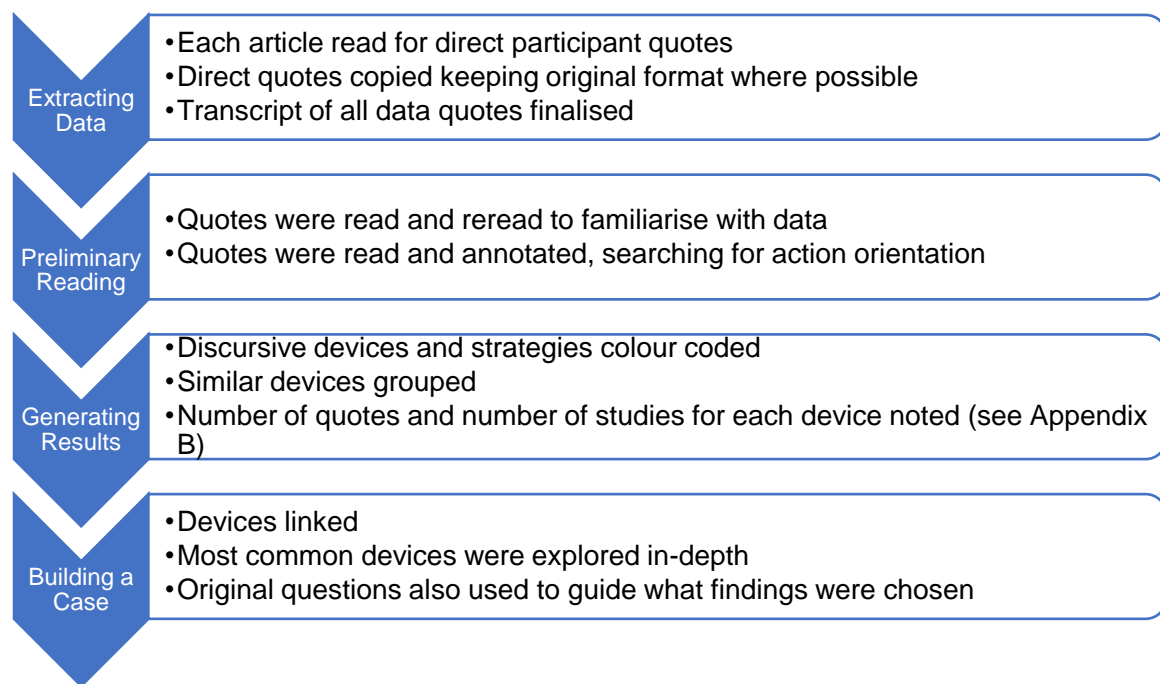 Extracting
Data
•Each article read for direct participant quotes
•Direct quotes copied keeping original format where possible
•Transcript of all data quotes finalised
Preliminary
Reading
•Quotes were read and reread to familiarise with data
•Quotes were read and annotated, searching for action orientation
Generating
Results
•Discursive devices and strategies colour coded
•Similar devices grouped
•Number of quotes and number of studies for each device noted (see Appendix
B)
Building a
Case
•Devices linked
•Most common devices were explored in-depth
•Original questions also used to guide what findings were chosen